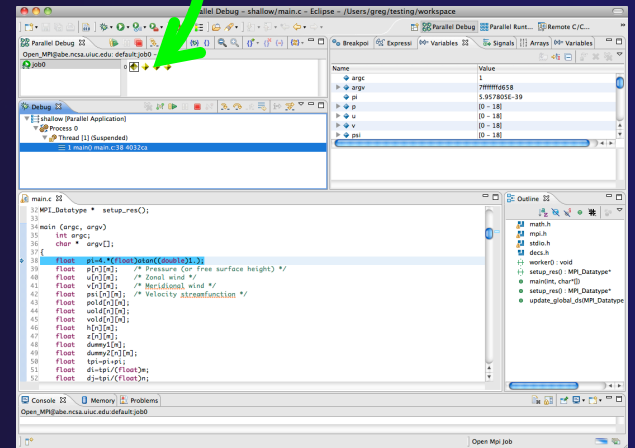 Parallel Debug - shallow/main.c - Eclipse - /Users/greg/testing/workspace
Parallel Debug
Parallel Runt...
Remote C/C...
Parallel Debug
Open_MPI@abe.ncsa.uiuc.edu: default:job0
job0
0
Breakpoi
Expressi
Variables
Signals
Arrays
Variables
Name Value
argc 1
argv 7fffffffd658
pi 5.957805E-39
p [0 - 18]
u [0 - 18]
v [0 - 18]
psi [0 - 18]
Debug
shallow [Parallel Application]
Process 0
Thread [1] (Suspended)
1 main() main.c:38 4032ca
main.c
32 MPI_Datatype * setup_res();
33
34 main (argc, argv)
35 int argc;
36 char * argv[];
37 {
38 float pi=4.*(float)atan((double)1.);
39 float p[n][m]; /* Pressure (or free surface height) */
40 float u[n][m]; /* Zonal wind */
41 float v[n][m]; /* Meridional wind */
42 float psi[n][m]; /* Velocity streamfunction */
43 float pold[n][m];
44 float uold[n][m];
45 float vold[n][m];
46 float h[n][m];
47 float z[n][m];
48 float dummy1[m];
49 float dummy2[n][m];
50 float tpi=pi+pi;
51 float di=tpi/(float)m;
52 float dj=tpi/(float)n;
Outline
math.h
mpi.h
stdio.h
decs.h
worker() : void
setup_res() : MPI_Datatype*
main(int, char*[])
setup_res() : MPI_Datatype*
update_global_ds(MPI_Datatype
Console
Memory
Problems
Open_MPI@abe.ncsa.uiuc.edu:default:job0
Open Mpi Job